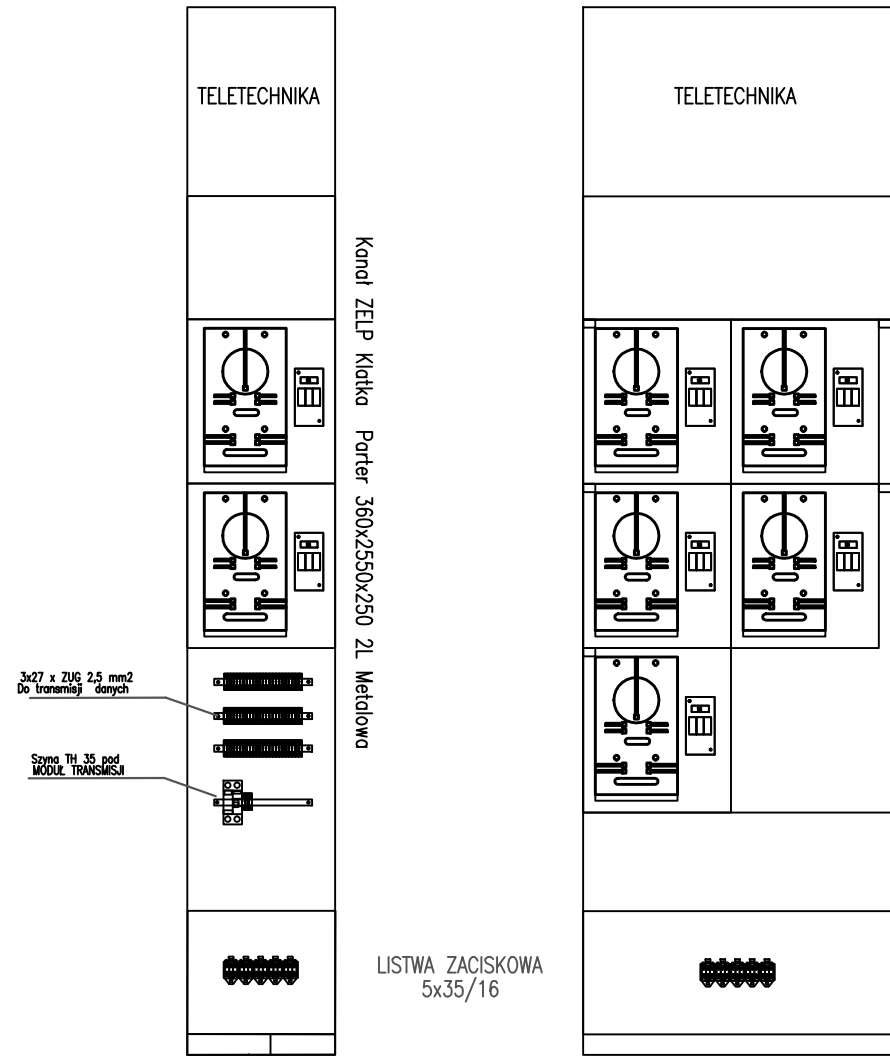 TELETECHNIKA
TELETECHNIKA
Kanał ZELP Klatka Parter 360x2550x250 2L Metalowa
3x27 x ZUG 2,5 mm2
Do transmisji danych
Szyna TH 35 pod
MODUŁ TRANSMISJI
LISTWA ZACISKOWA
5x35/16